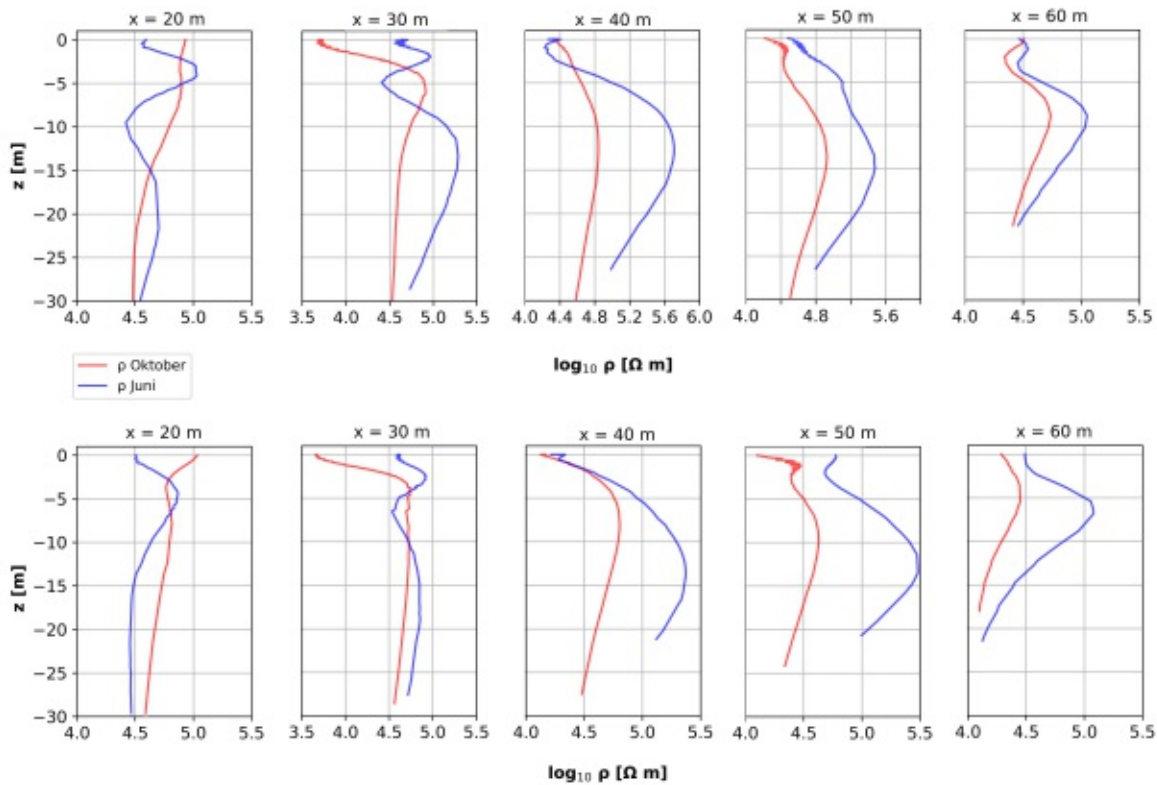 x = 20 m x = 30 m x = 40 m x = 50 m x = 60 m
0
−5
−10
−15
−20
−25
−30
z [m]
4.0 4.5 5.0 5.5 3.5 4.0 4.5 5.0 5.5 4.0 4.4 4.8 5.2 5.6 6.0 4.0 4.8 5.6 4.0 4.5 5.0 5.5
log₁₀ ρ [Ω m]
ρ Oktober
ρ Juni
x = 20 m x = 30 m x = 40 m x = 50 m x = 60 m
0
−5
−10
−15
−20
−25
−30
z [m]
4.0 4.5 5.0 5.5 3.5 4.0 4.5 5.0 5.5 4.0 4.5 5.0 5.5 4.0 4.5 5.0 5.5 4.0 4.5 5.0 5.5
log₁₀ ρ [Ω m]